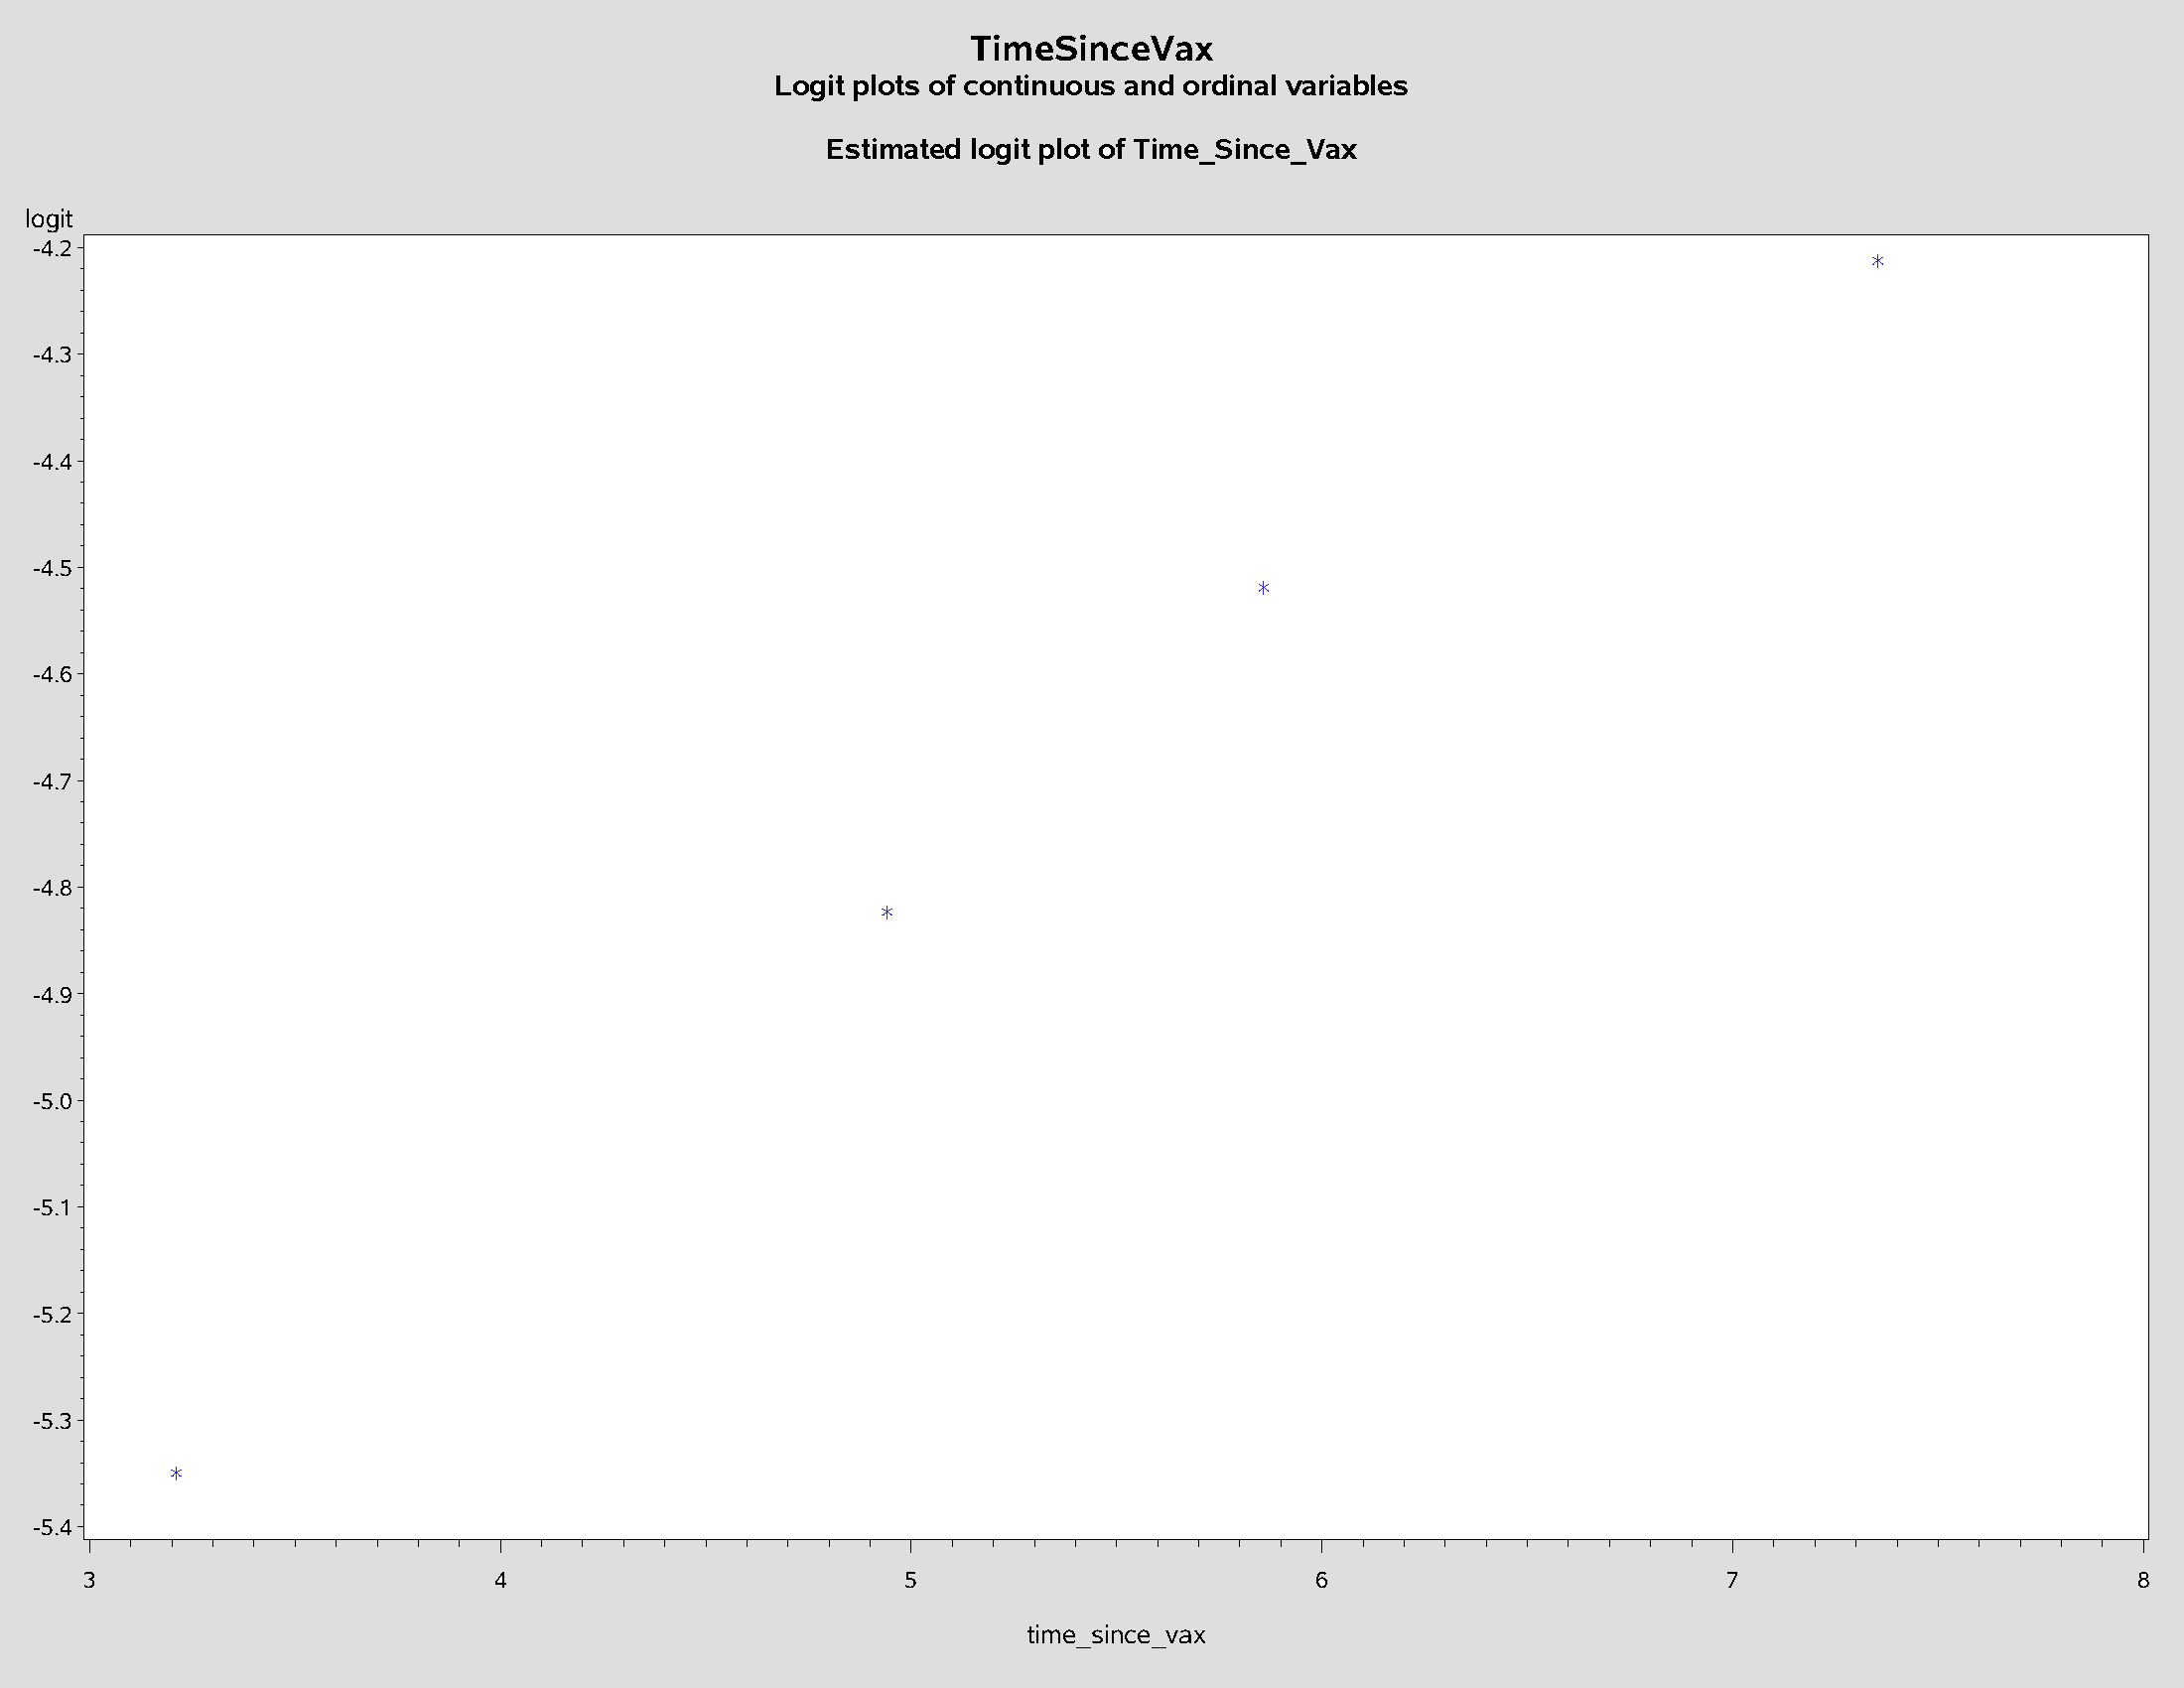 TimeSinceVax
Logit plots of continuous and ordinal variables
Estimated logit plot of Time_Since_Vax
logit
-4.2
-4.3
-4.4
-4.5
-4.6
-4.7
-4.8
-4.9
-5.0
-5.1
-5.2
-5.3
-5.4
3 4 5 6 7 8
time_since_vax